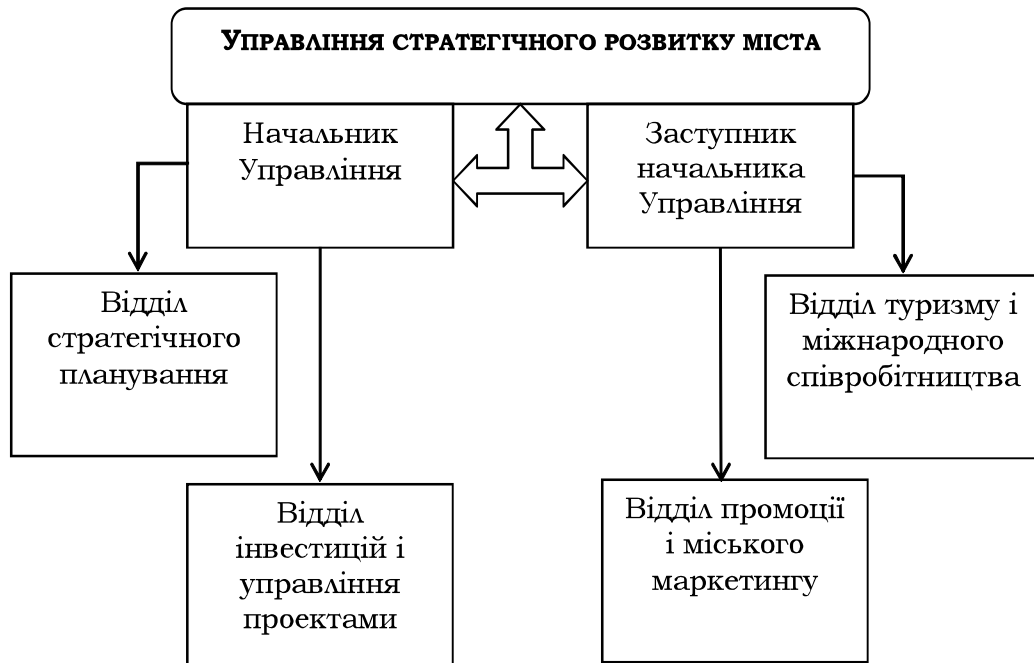 УПРАВЛІННЯ СТРАТЕГІЧНОГО РОЗВИТКУ МІСТА
Начальник
Управління
Заступник
начальника
Управління
Відділ
стратегічного
планування
Відділ туризму і
міжнародного
співробітництва
Відділ
інвестицій і
управління
проектами
Відділ промоції
і міського
маркетингу